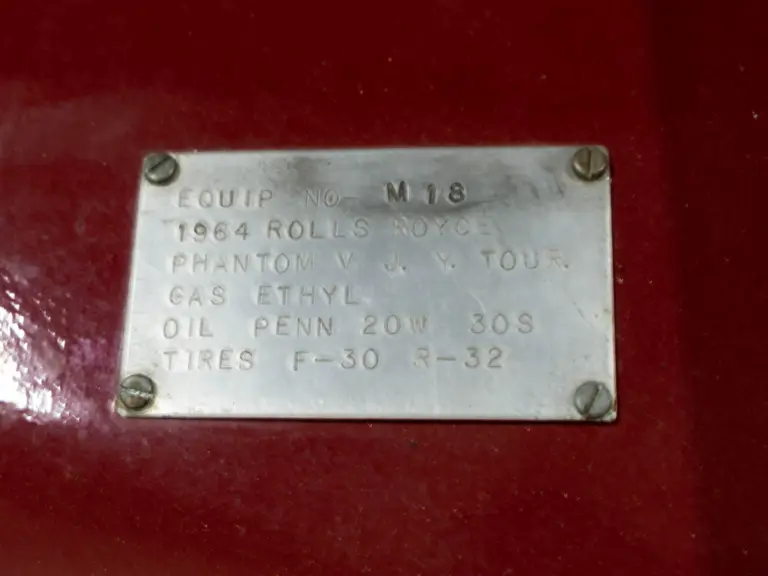 EQUIP NO M 18
1964 ROLLS ROYCE
PHANTOM V J. Y. TOUR.
GAS ETHYL
OIL PENN 20W 30S
TIRES F-30 R-32